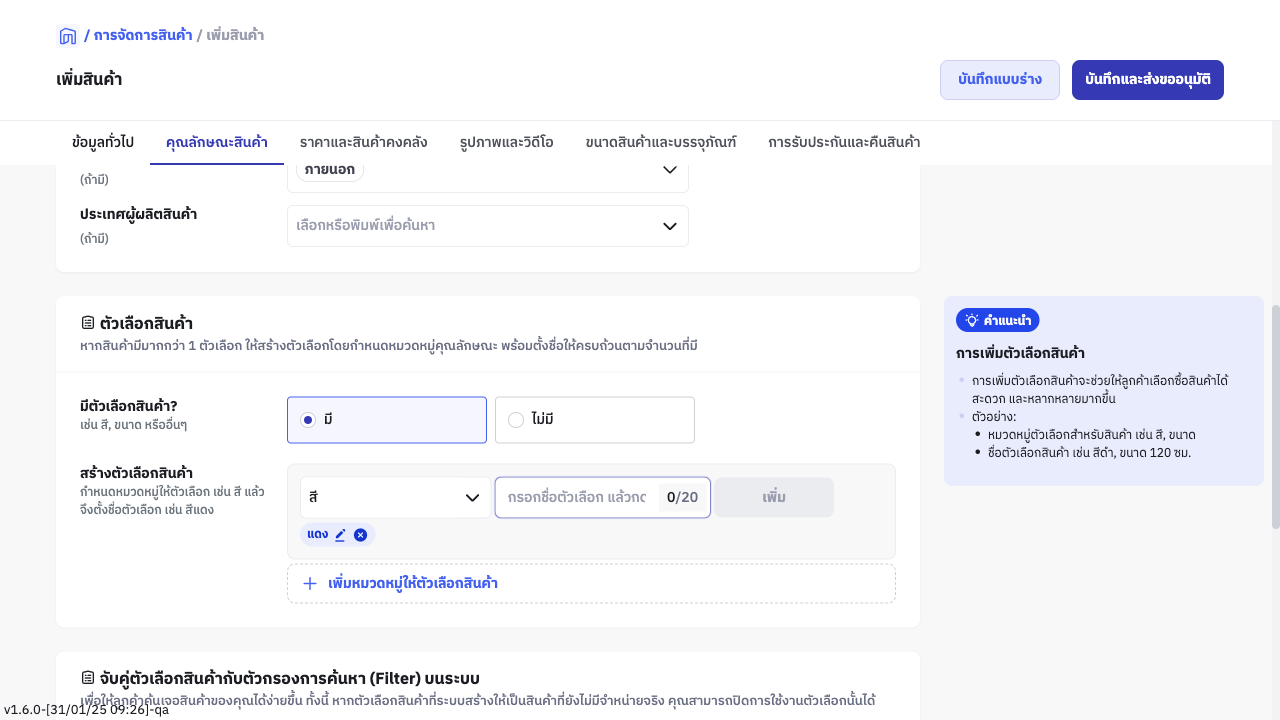 / การจัดการสินค้า / เพิ่มสินค้า
เพิ่มสินค้า
บันทึกแบบร่าง
บันทึกและส่งขออนุมัติ
ข้อมูลทั่วไป คุณลักษณะสินค้า ราคาและสินค้าคงคลัง รูปภาพและวิดีโอ ขนาดสินค้าและบรรจุภัณฑ์ การรับประกันและคืนสินค้า
(ถ้ามี)
ภายนอก
ประเทศผู้ผลิตสินค้า
(ถ้ามี)
เลือกหรือพิมพ์เพื่อค้นหา
ตัวเลือกสินค้า
หากสินค้ามีมากกว่า 1 ตัวเลือก ให้สร้างตัวเลือกโดยกำหนดหมวดหมู่คุณลักษณะ พร้อมตั้งชื่อให้ครบถ้วนตามจำนวนที่มี
มีตัวเลือกสินค้า?
เช่น สี, ขนาด หรืออื่นๆ
มี
ไม่มี
สร้างตัวเลือกสินค้า
กำหนดหมวดหมู่ให้ตัวเลือก เช่น สี แล้ว
จึงตั้งชื่อตัวเลือก เช่น สีแดง
สี
กรอกชื่อตัวเลือก แล้วกด
0/20
เพิ่ม
แดง
เพิ่มหมวดหมู่ให้ตัวเลือกสินค้า
คำแนะนำ
การเพิ่มตัวเลือกสินค้า
การเพิ่มตัวเลือกสินค้าจะช่วยให้ลูกค้าเลือกซื้อสินค้าได้
สะดวก และหลากหลายมากขึ้น
ตัวอย่าง:
หมวดหมู่ตัวเลือกสำหรับสินค้า เช่น สี, ขนาด
ชื่อตัวเลือกสินค้า เช่น สีดำ, ขนาด 120 ซม.
จับคู่ตัวเลือกสินค้ากับตัวกรองการค้นหา (Filter) บนระบบ
เพื่อให้ลูกค้าค้นเจอสินค้าของคุณได้ง่ายขึ้น ทั้งนี้ หากตัวเลือกสินค้าที่ระบบสร้างให้เป็นสินค้าที่ยังไม่มีจำหน่ายจริง คุณสามารถปิดการใช้งานตัวเลือกนั้นได้
v1.6.0-[31/01/25 09:26]-qa